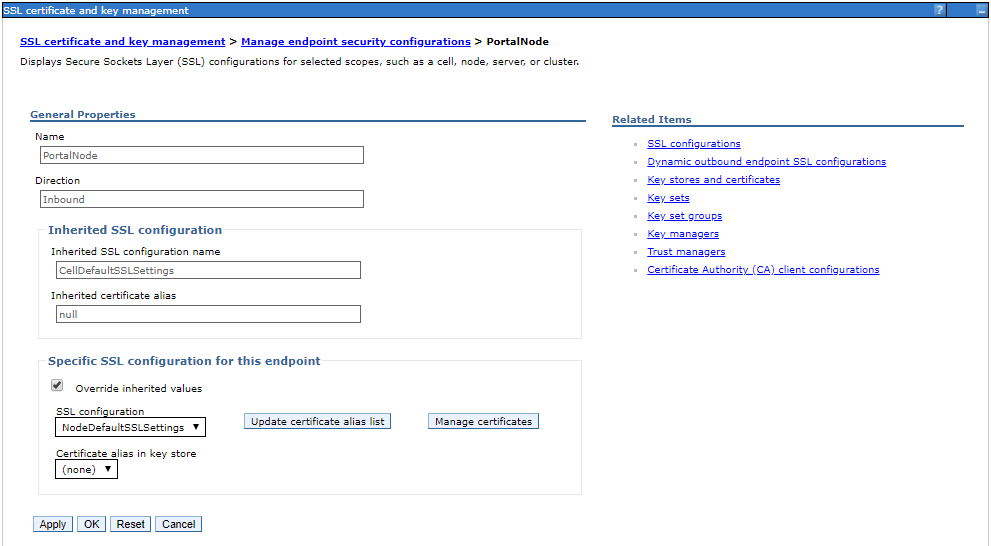 SSL certificate and key management
?
SSL certificate and key management > Manage endpoint security configurations > PortalNode
Displays Secure Sockets Layer (SSL) configurations for selected scopes, such as a cell, node, server, or cluster.
General Properties
Name
PortalNode
Direction
Inbound
Inherited SSL configuration
Inherited SSL configuration name
CellDefaultSSLSettings
Inherited certificate alias
null
Specific SSL configuration for this endpoint
Override inherited values
SSL configuration
NodeDefaultSSLSettings
Update certificate alias list
Manage certificates
Certificate alias in key store
(none)
Apply OK Reset Cancel
Related Items
SSL configurations
Dynamic outbound endpoint SSL configurations
Key stores and certificates
Key sets
Key set groups
Key managers
Trust managers
Certificate Authority (CA) client configurations